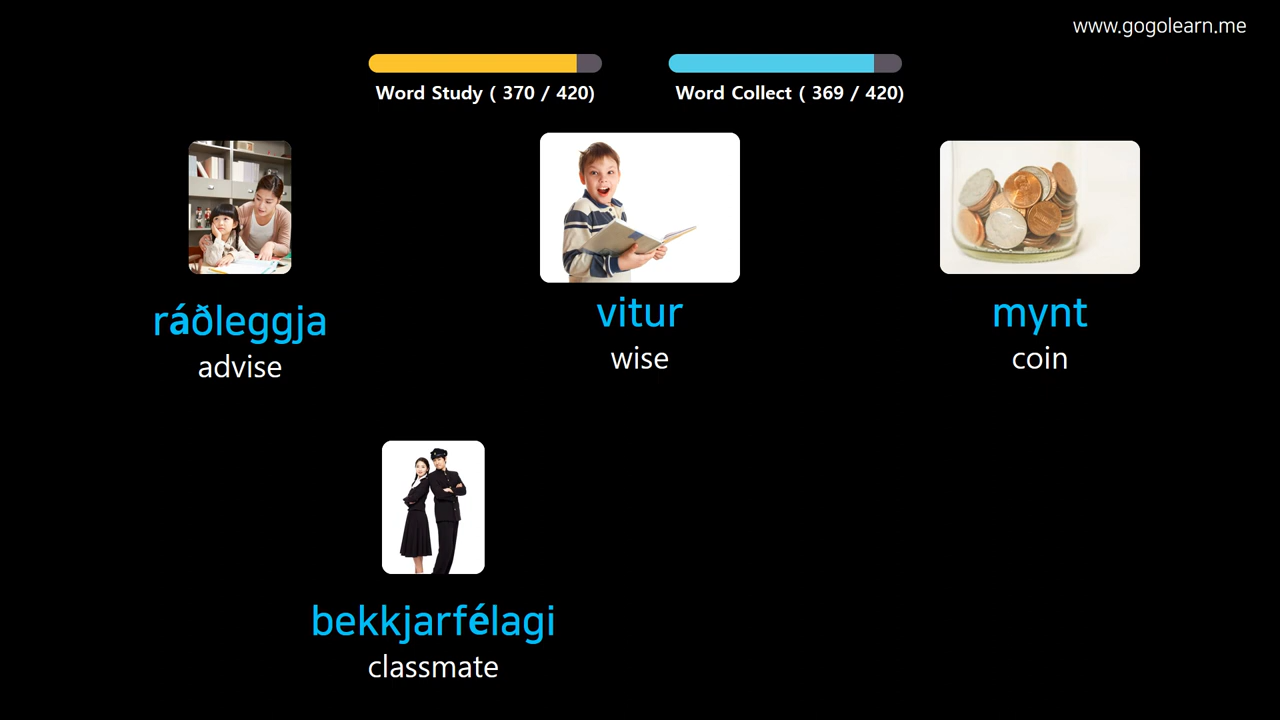 www.gogolearn.me
Word Study ( 370 / 420)
Word Collect ( 369 / 420)
ráðleggja
advise
vitur
wise
mynt
coin
bekkjarfélagi
classmate